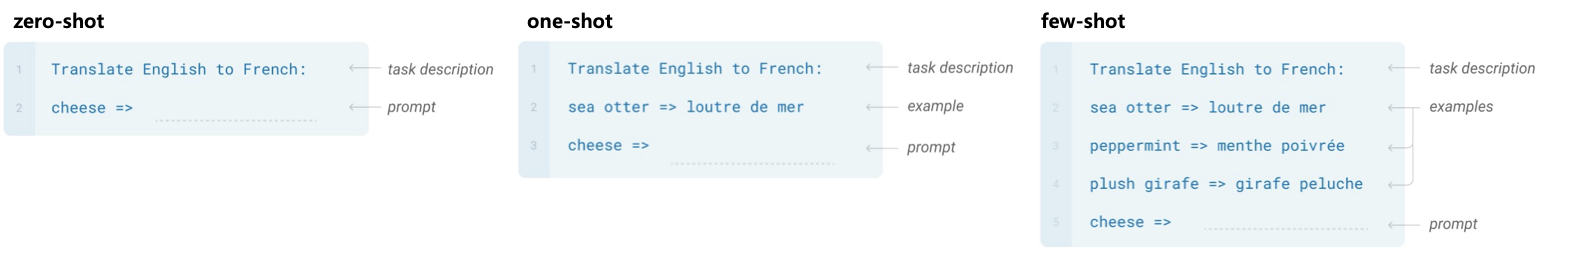 zero-shot
1 Translate English to French: task description
2 cheese => prompt
one-shot
1 Translate English to French: task description
2 sea otter => loutre de mer example
3 cheese => prompt
few-shot
1 Translate English to French: task description
2 sea otter => loutre de mer examples
3 peppermint => menthe poivrée
4 plush girafe => girafe peluche
5 cheese => prompt